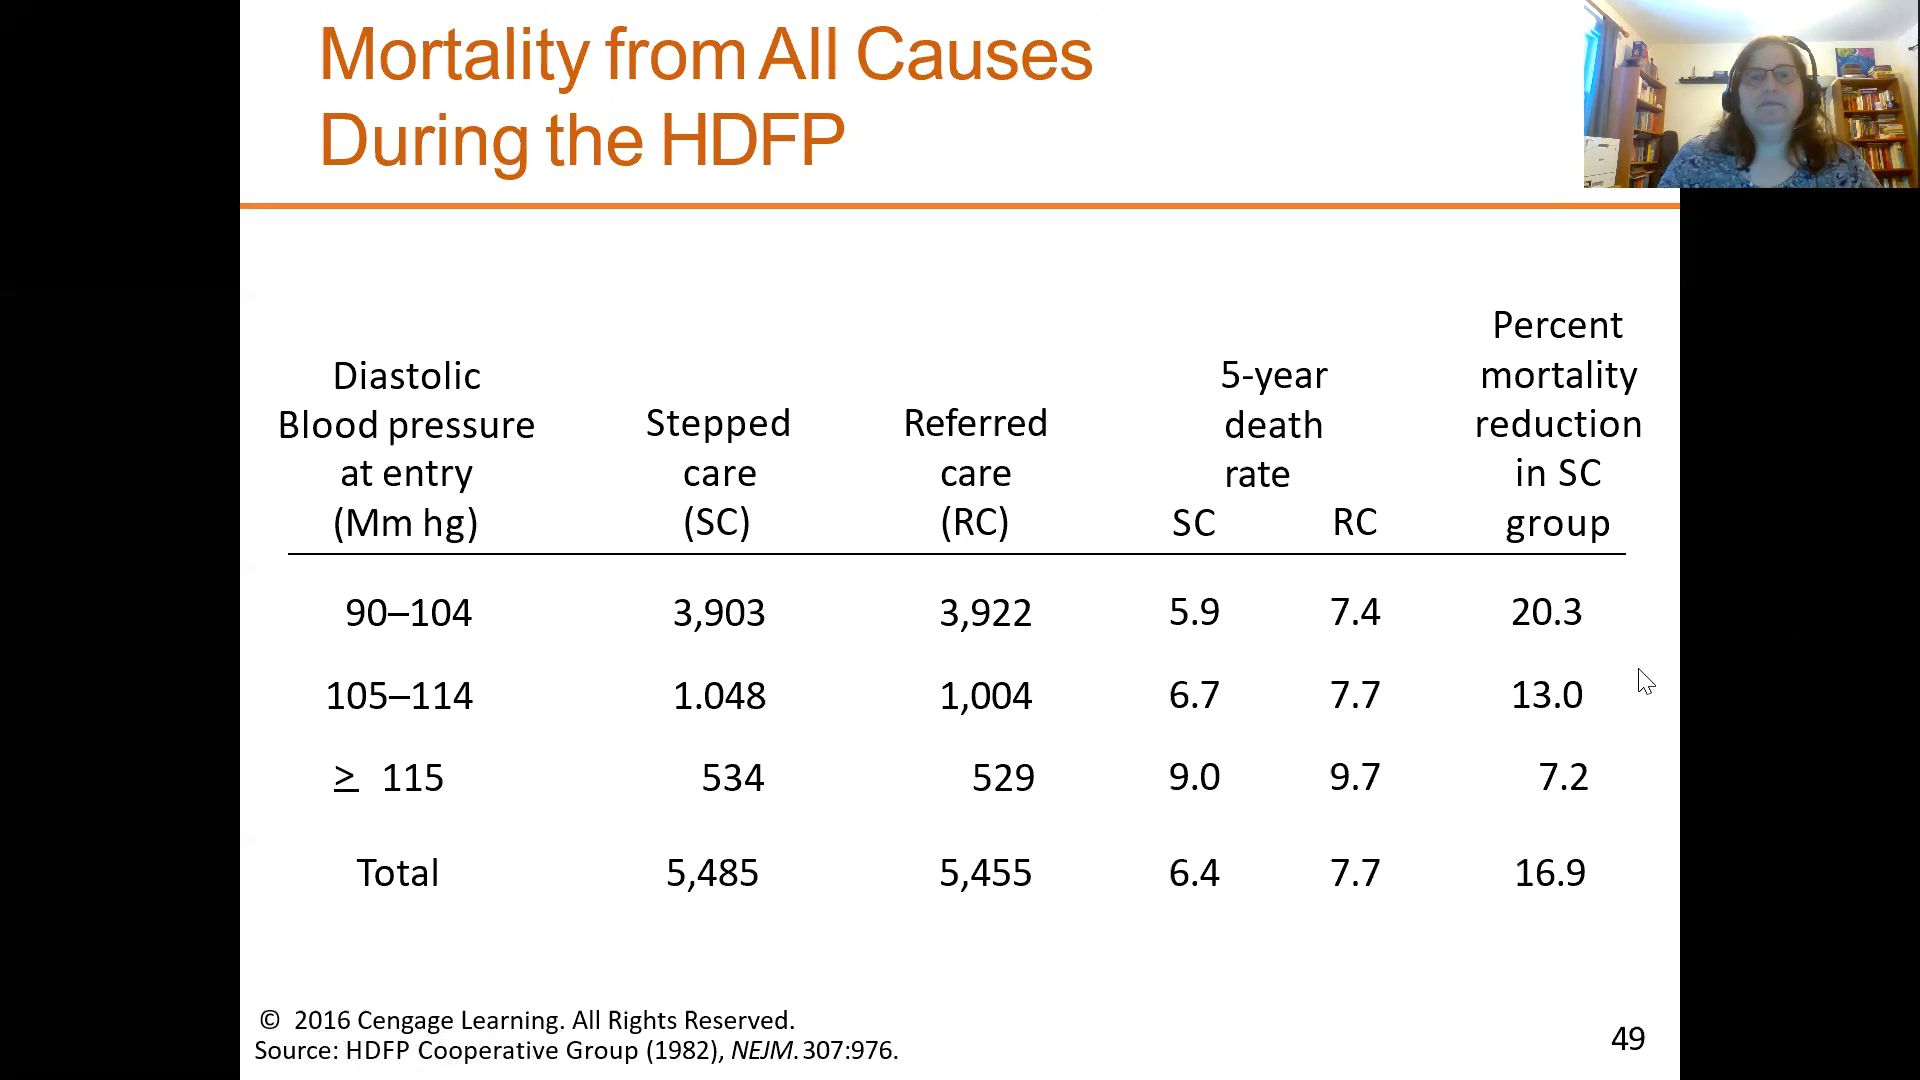 Mortality from All Causes
During the HDFP
Diastolic
Blood pressure
at entry
(Mm hg)
Stepped
care
(SC)
Referred
care
(RC)
5-year
death
rate
SC RC
Percent
mortality
reduction
in SC
group
90–104 3,903 3,922 5.9 7.4 20.3
105–114 1.048 1,004 6.7 7.7 13.0
≥ 115 534 529 9.0 9.7 7.2
Total 5,485 5,455 6.4 7.7 16.9
© 2016 Cengage Learning. All Rights Reserved.
Source: HDFP Cooperative Group (1982), NEJM. 307:976.
49